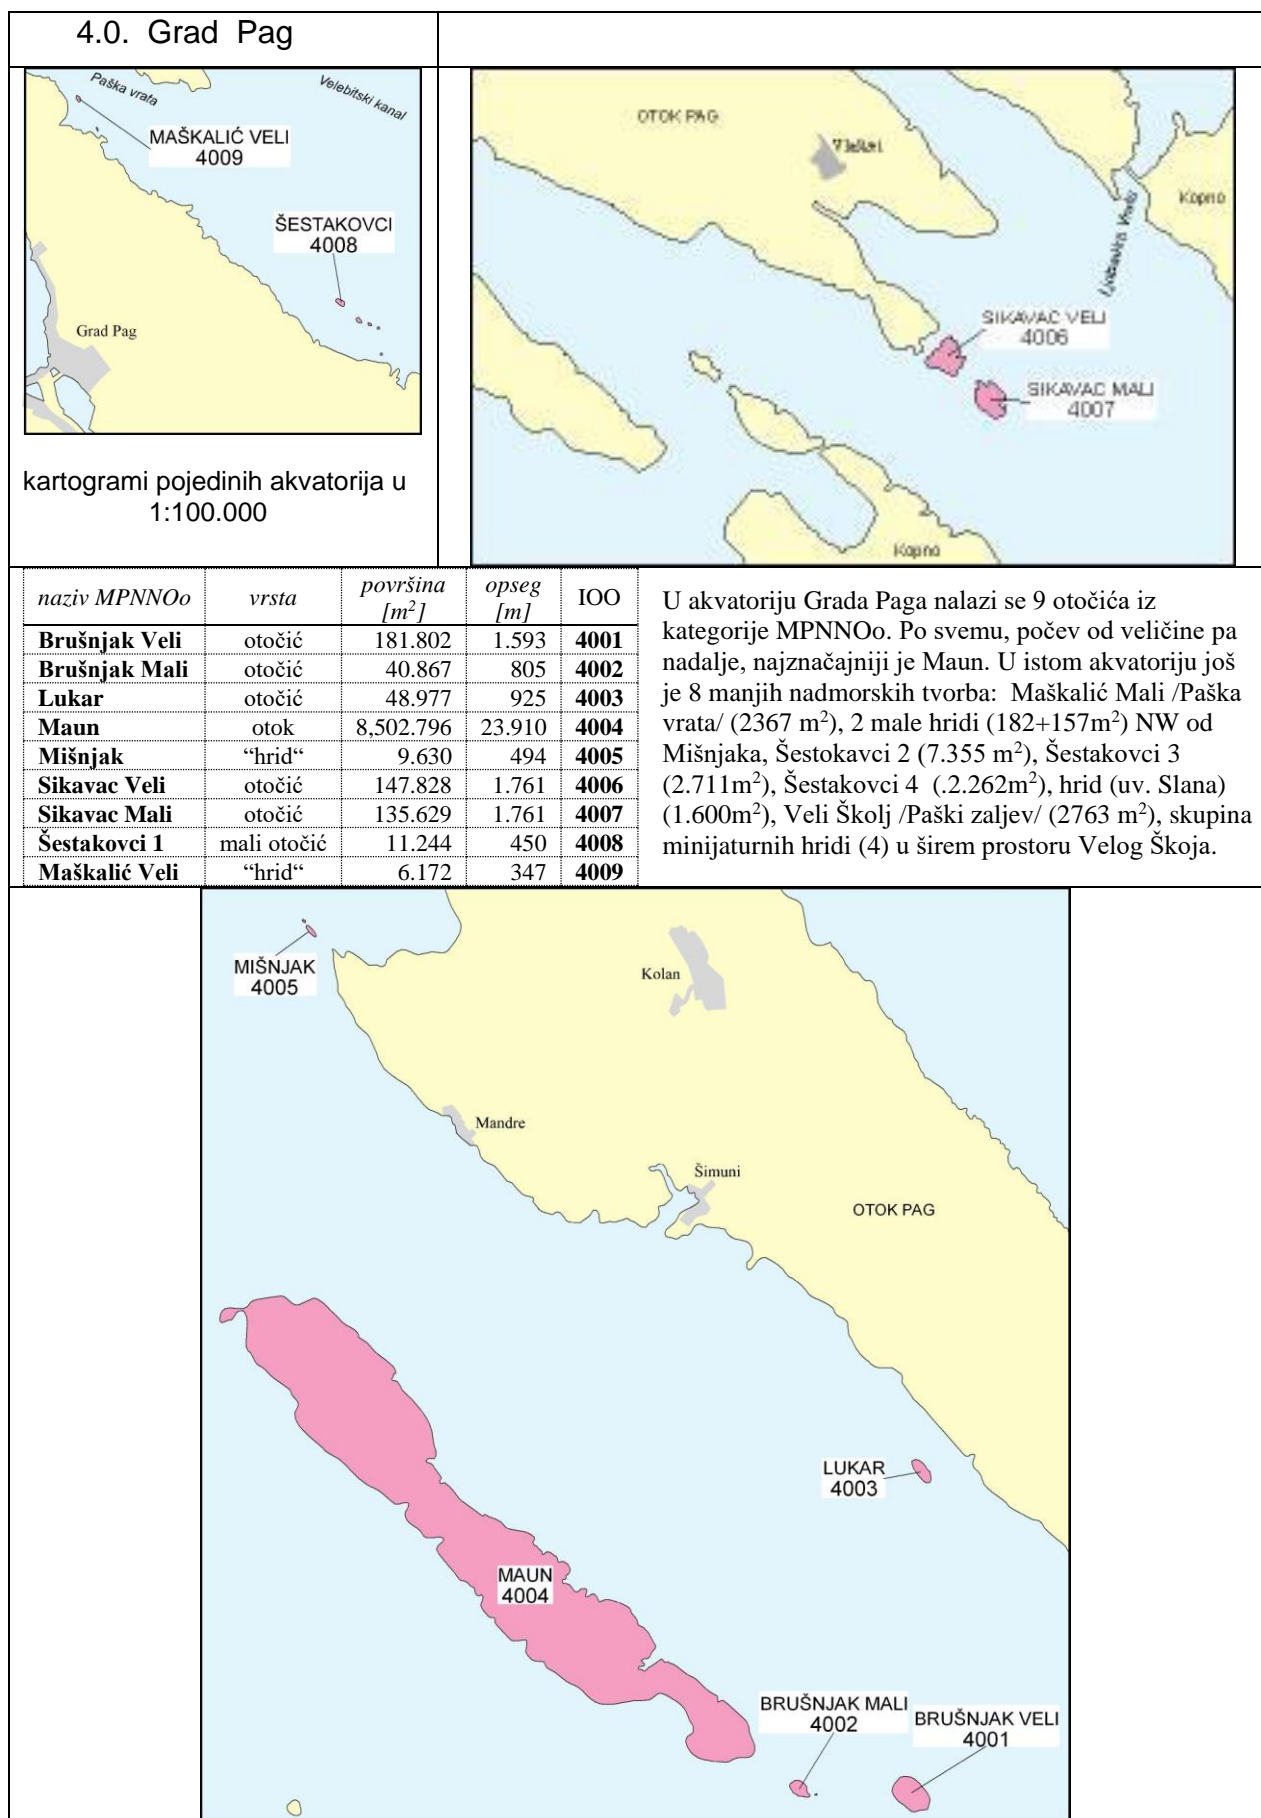 4.0. Grad Pag
Paška vrata
Velebitski kanal
MAŠKALIĆ VELI
4009
ŠESTAKOVCI
4008
Grad Pag
kartogrami pojedinih akvatorija u
1:100.000
OTOK PAG
Vlašići
Kopno
Ljubačka Vrata
SIKAVAC VELI
4006
SIKAVAC MALI
4007
Kopno
naziv MPNNOo vrsta površina [m²] opseg [m] IOO
Brušnjak Veli otočić 181.802 1.593 4001
Brušnjak Mali otočić 40.867 805 4002
Lukar otočić 48.977 925 4003
Maun otok 8,502.796 23.910 4004
Mišnjak “hrid“ 9.630 494 4005
Sikavac Veli otočić 147.828 1.761 4006
Sikavac Mali otočić 135.629 1.761 4007
Šestakovci 1 mali otočić 11.244 450 4008
Maškalić Veli “hrid“ 6.172 347 4009
U akvatoriju Grada Paga nalazi se 9 otočića iz
kategorije MPNNOo. Po svemu, počev od veličine pa
nadalje, najznačajniji je Maun. U istom akvatoriju još
je 8 manjih nadmorskih tvorba: Maškalić Mali /Paška
vrata/ (2367 m²), 2 male hridi (182+157m²) NW od
Mišnjaka, Šestokavci 2 (7.355 m²), Šestakovci 3
(2.711m²), Šestakovci 4 (.2.262m²), hrid (uv. Slana)
(1.600m²), Veli Školj /Paški zaljev/ (2763 m²), skupina
minijaturnih hridi (4) u širem prostoru Velog Škoja.
MIŠNJAK
4005
Kolan
Mandre
Šimuni
OTOK PAG
LUKAR
4003
MAUN
4004
BRUŠNJAK MALI
4002
BRUŠNJAK VELI
4001